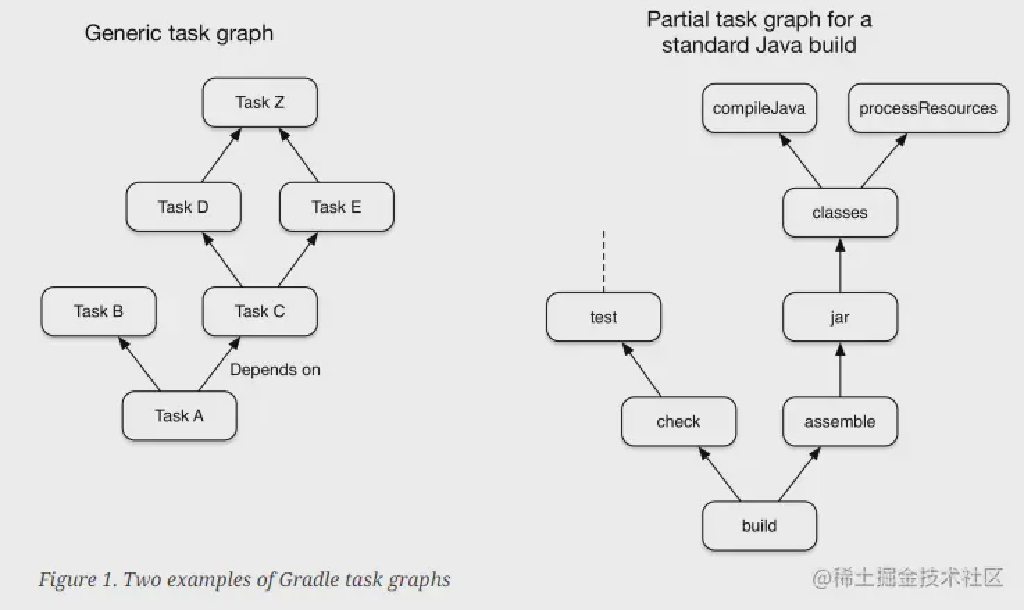 Generic task graph
Task Z
Task D
Task E
Task B
Task C
Depends on
Task A
Partial task graph for a
standard Java build
compileJava
processResources
classes
test
jar
check
assemble
build
Figure 1. Two examples of Gradle task graphs
@稀土掘金技术社区